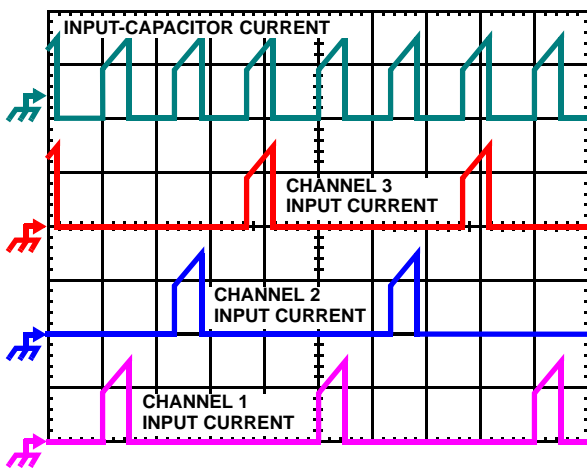 INPUT-CAPACITOR CURRENT
CHANNEL 3
INPUT CURRENT
CHANNEL 2
INPUT CURRENT
CHANNEL 1
INPUT CURRENT